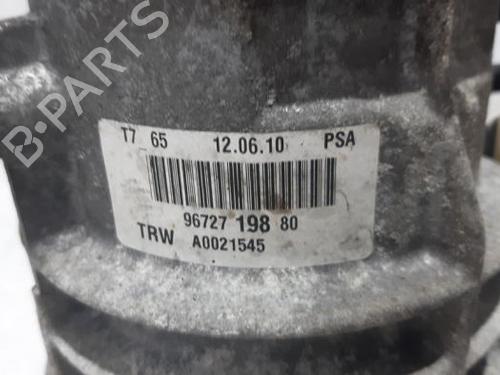 B-PARTS
T7 65 12.06.10 PSA
96727 198 80
TRW A0021545